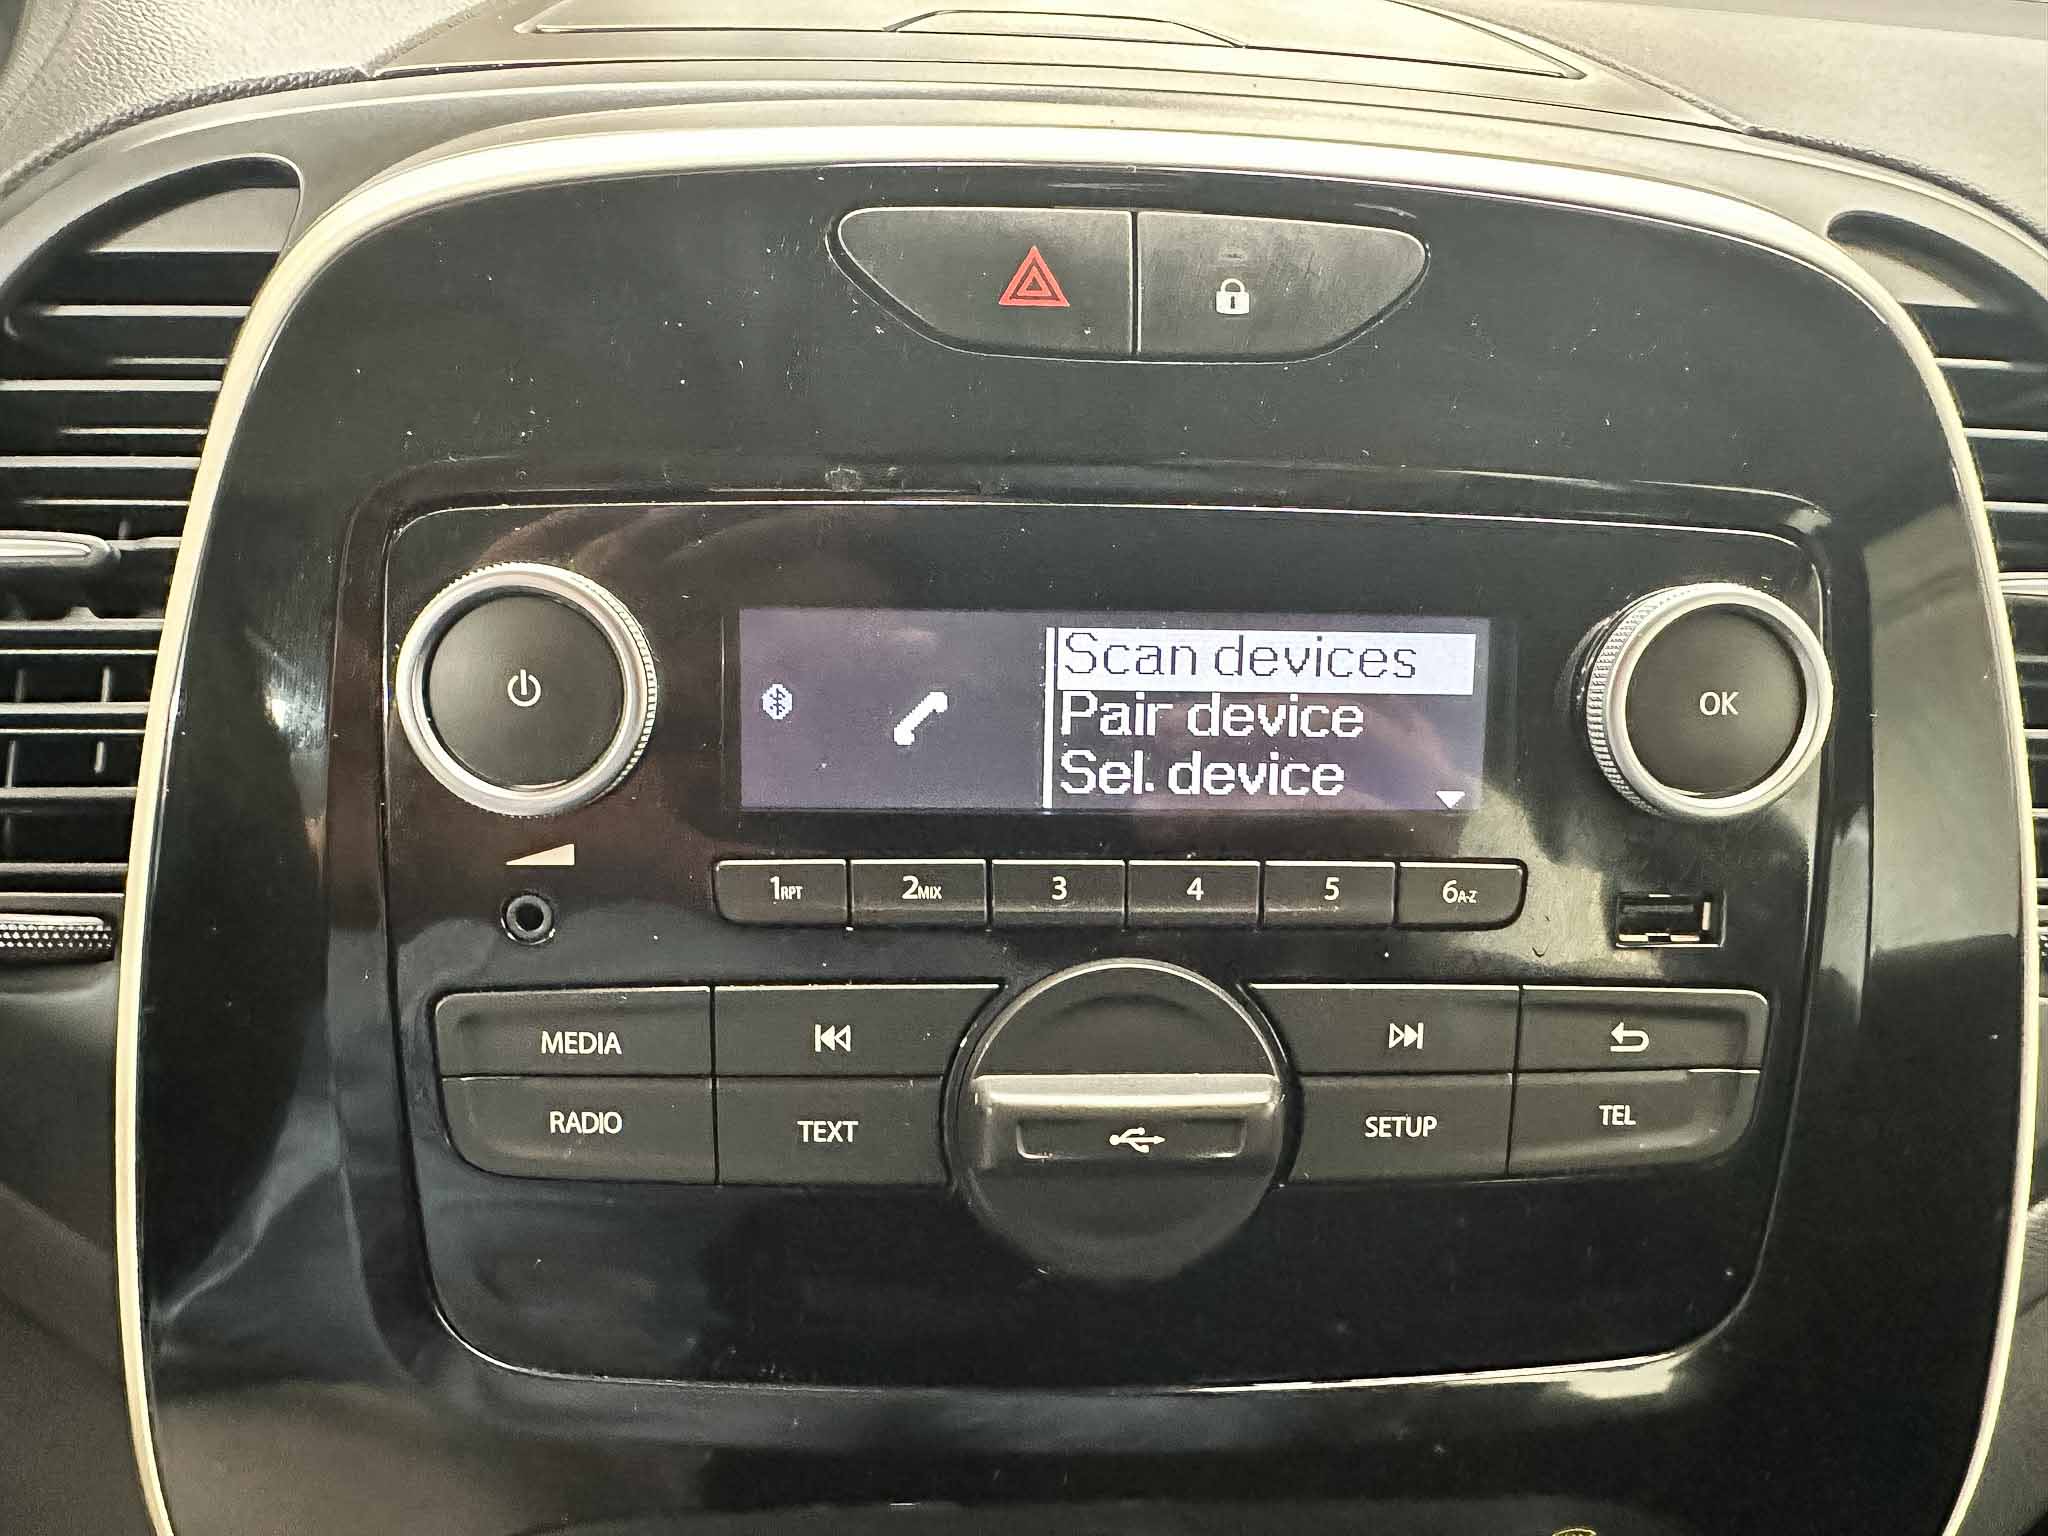 Scan devices
Pair device
Sel. device
OK
1RPT 2MIX 3 4 5 6A-Z
MEDIA
RADIO TEXT SETUP TEL